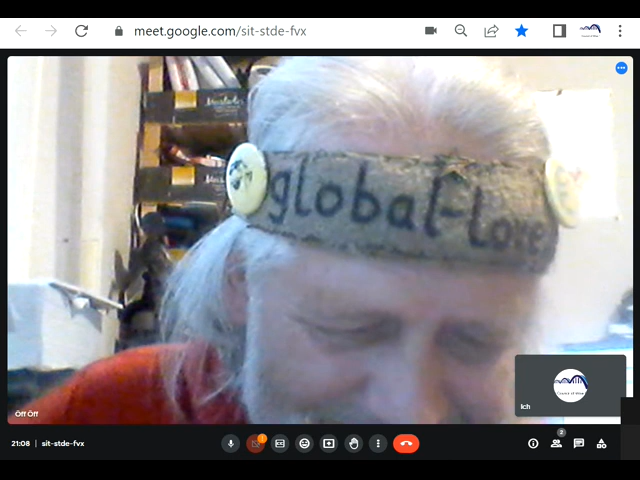 meet.google.com/sit-stde-fvx
global-love
Off Off
Ich
21:08 | sit-stde-fvx
2